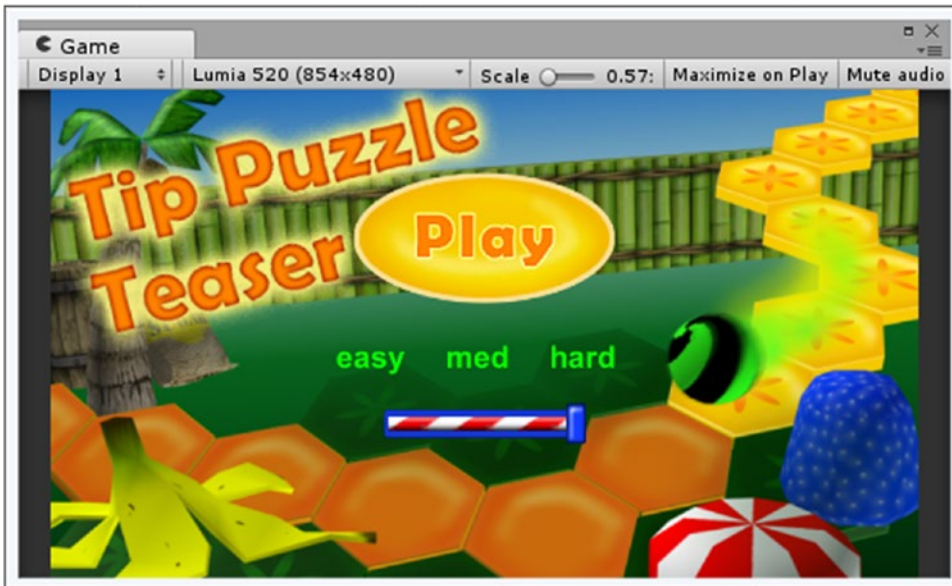 Game
Display 1 Lumia 520 (854x480) Scale 0.57: Maximize on Play Mute audio
Tip Puzzle
Teaser
Play
easy med hard